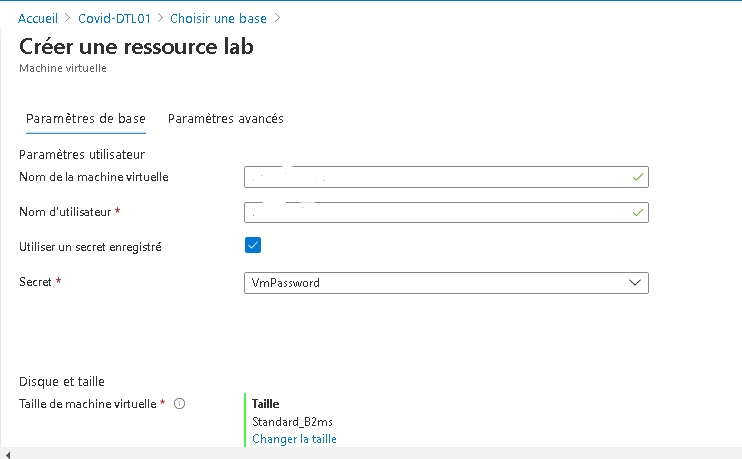 Accueil > Covid-DTL01 > Choisir une base >
Créer une ressource lab
Machine virtuelle
Paramètres de base Paramètres avancés
Paramètres utilisateur
Nom de la machine virtuelle
Nom d'utilisateur *
Utiliser un secret enregistré
Secret * VmPassword
Disque et taille
Taille de machine virtuelle * Taille
Standard_B2ms
Changer la taille